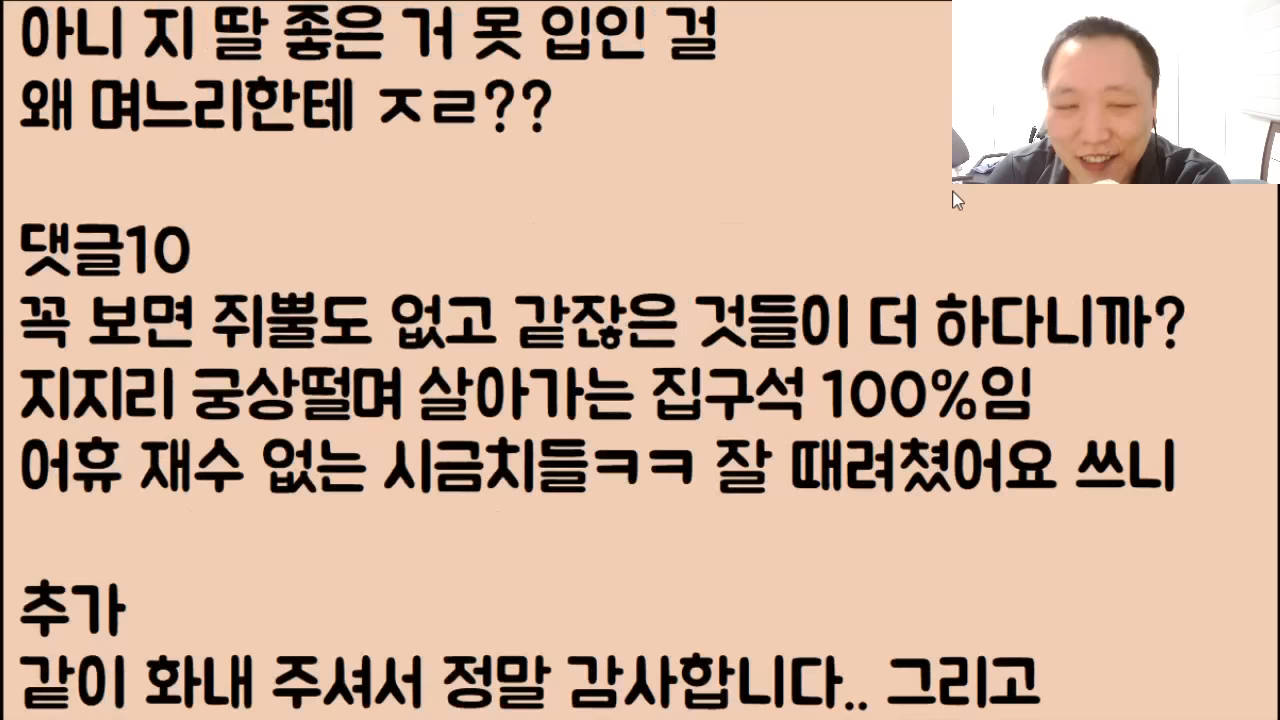 아니 지 딸 좋은 거 못 입인 걸
왜 며느리한테 ㅈㄹ??
댓글10
꼭 보면 쥐뿔도 없고 같잖은 것들이 더 하다니까?
지지리 궁상떨며 살아가는 집구석 100%임
어휴 재수 없는 시금치들ㅋㅋ 잘 때려쳤어요 쓰니
추가
같이 화내 주셔서 정말 감사합니다.. 그리고